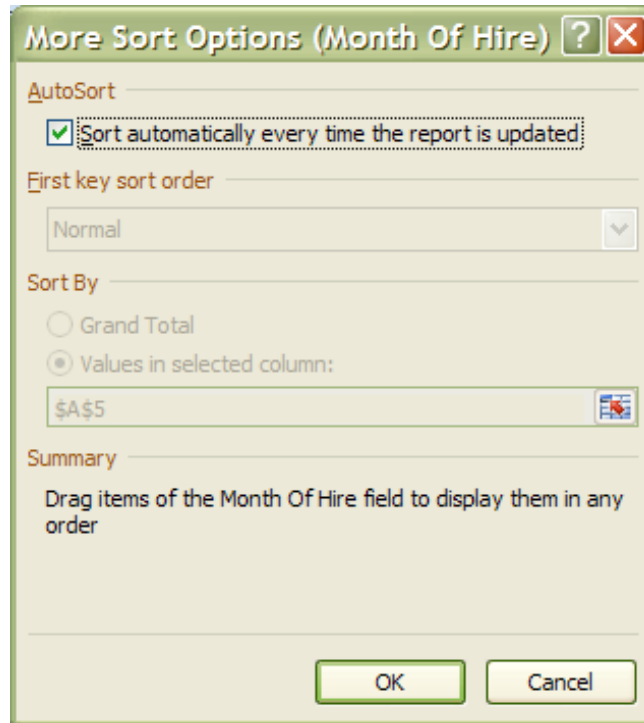 More Sort Options (Month Of Hire) ?
AutoSort
Sort automatically every time the report is updated
First key sort order
Normal
Sort By
Grand Total
Values in selected column:
$A$5
Summary
Drag items of the Month Of Hire field to display them in any
order
OK Cancel